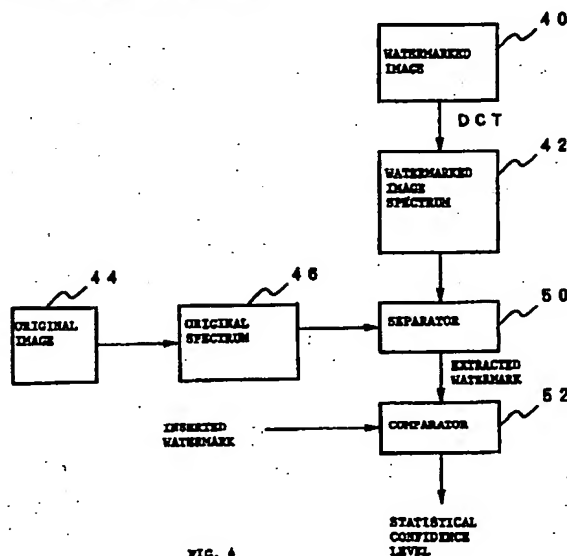 40
WATERMARKED
IMAGE
DCT
42
WATERMARKED
IMAGE
SPECTRUM
44
46
50
ORIGINAL
IMAGE
ORIGINAL
SPECTRUM
SEPARATOR
EXTRACTED
WATERMARK
52
INSERTED
WATERMARK
COMPARATOR
STATISTICAL
CONFIDENCE
LEVEL
FIG. 4